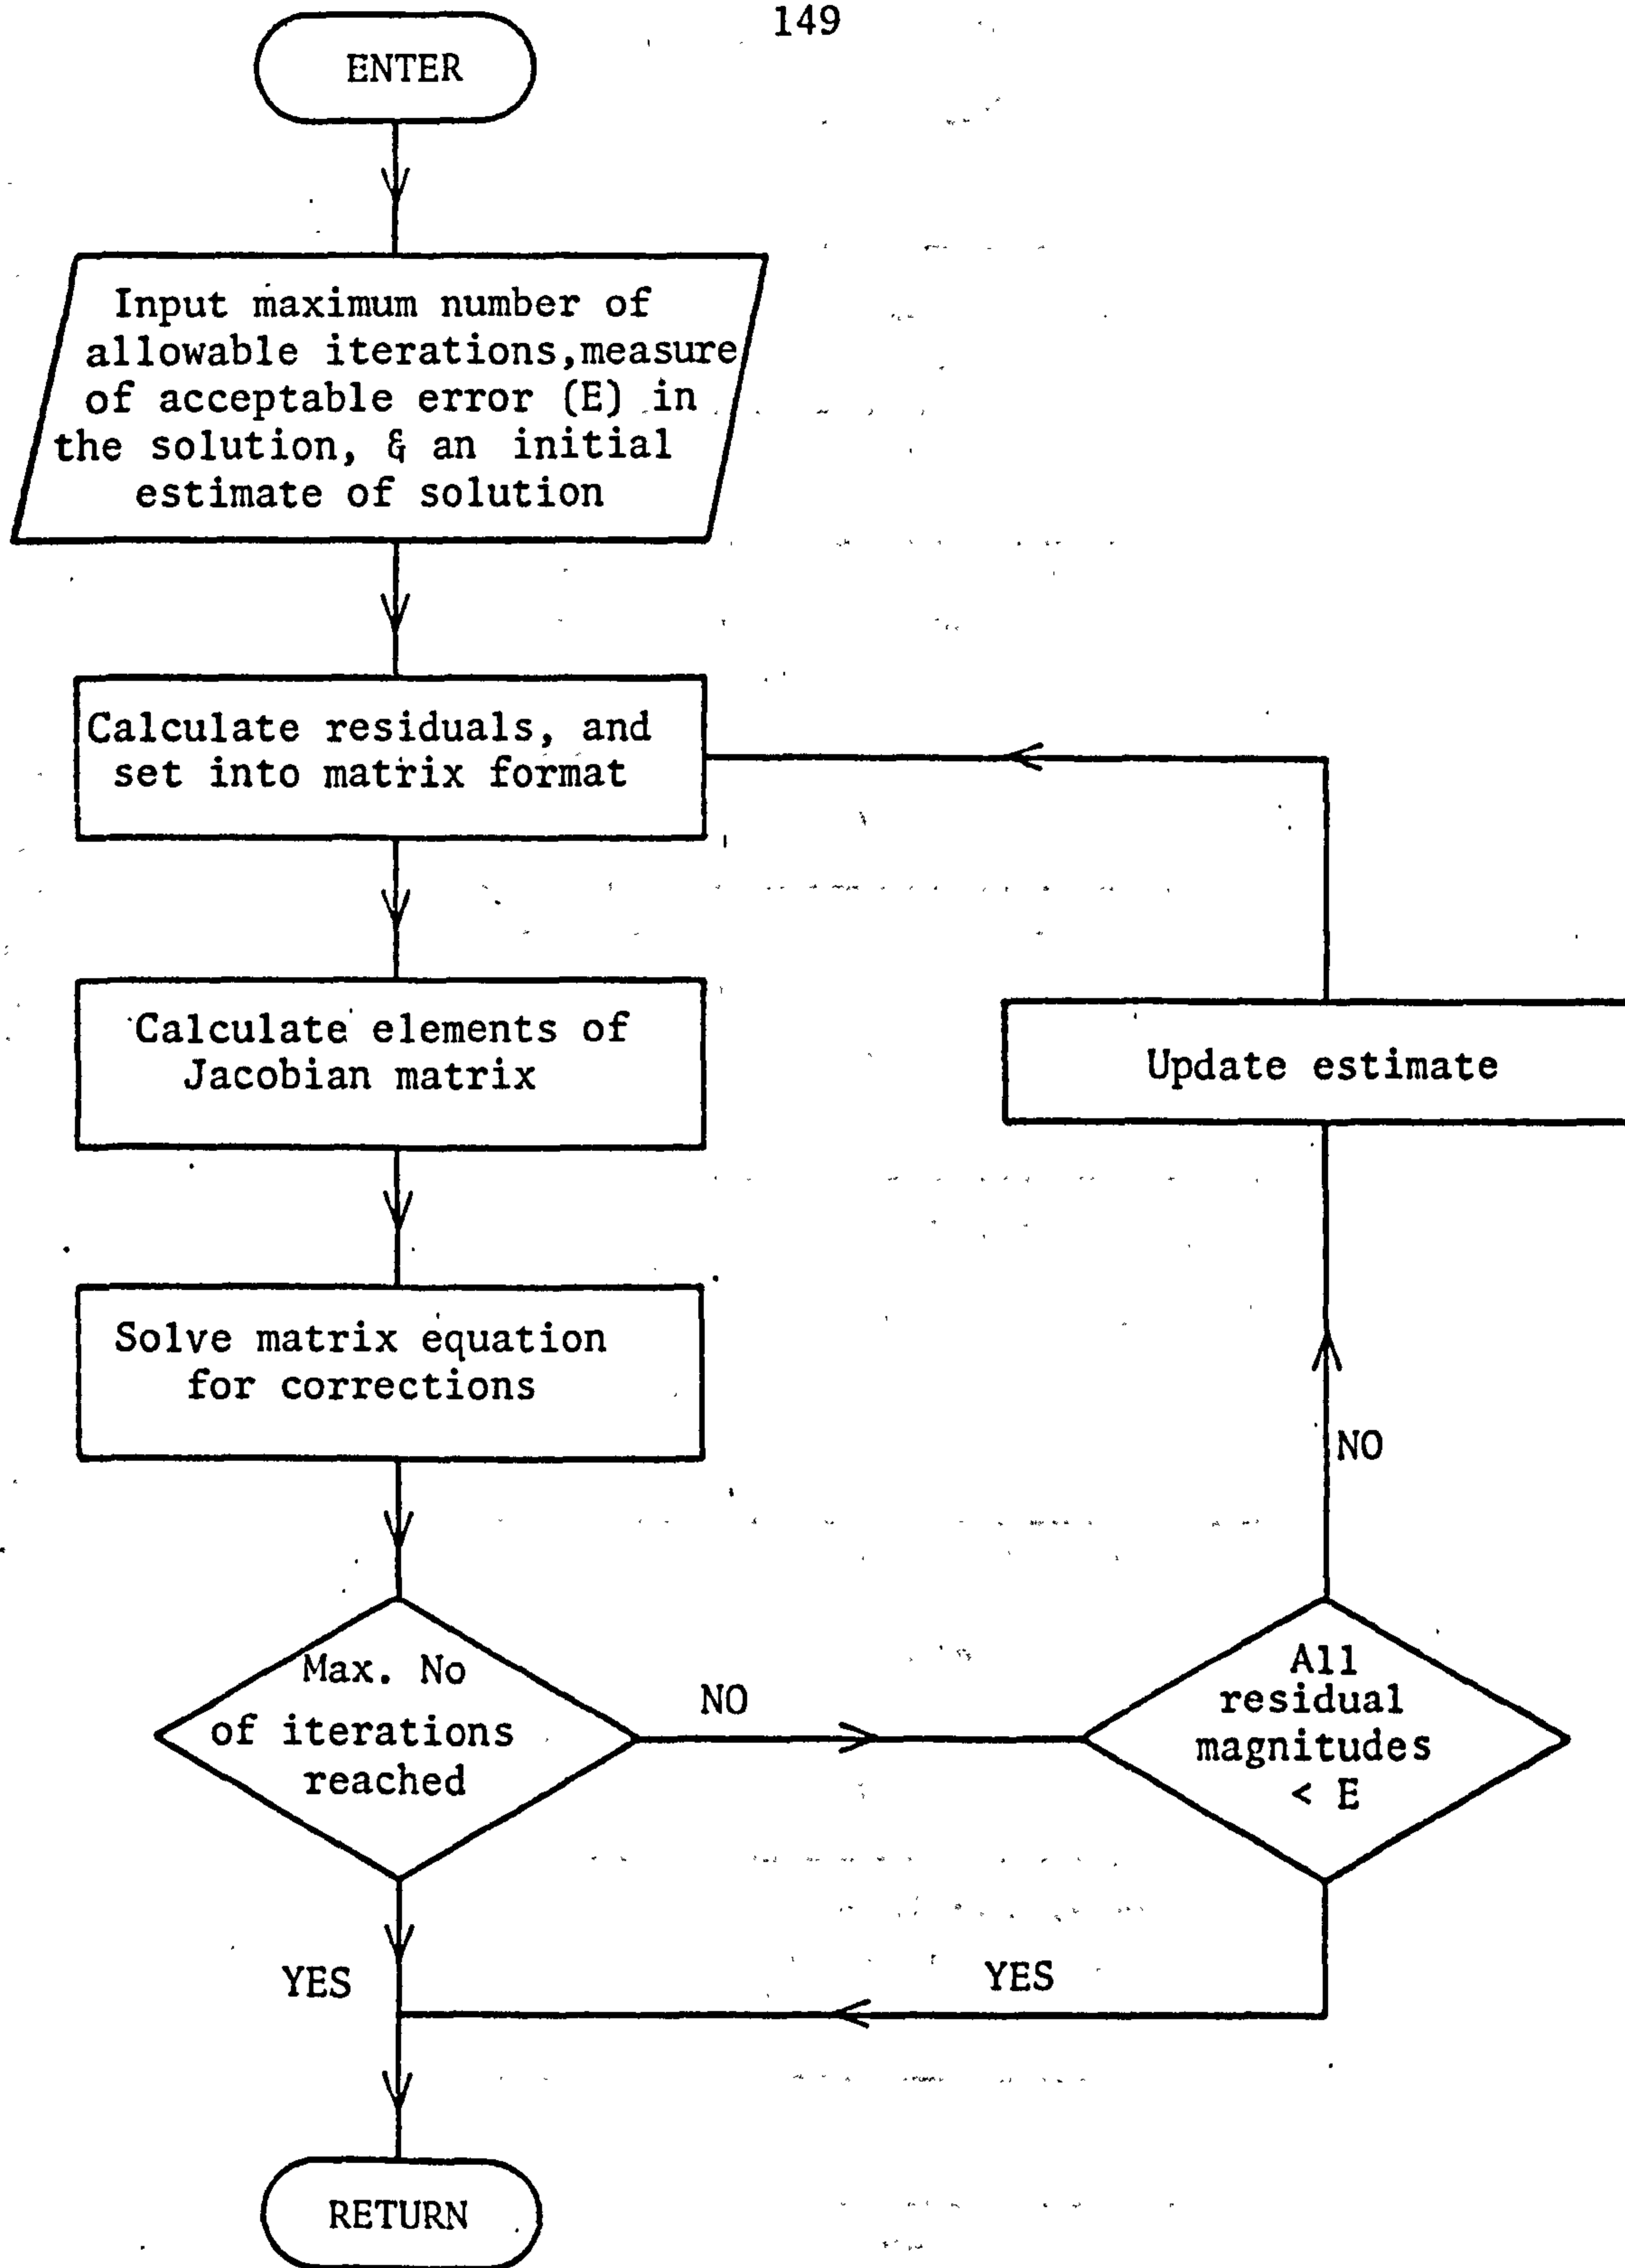 149
ENTER
Input maximum number of
allowable iterations,measure
of acceptable error (E) in
the solution, & an initial
estimate of solution
Calculate residuals, and
set into matrix format
Calculate elements of
Jacobian matrix
Update estimate
Solve matrix equation
for corrections
NO
Max. No
of iterations
reached
NO
All
residual
magnitudes
< E
YES
YES
RETURN